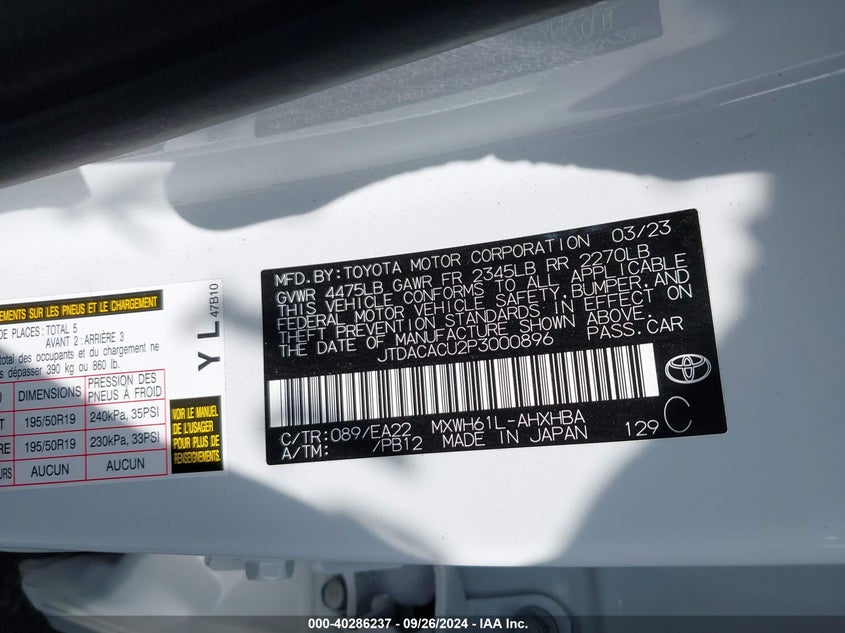 EMENTS SUR LES PNEUS ET LE CHARGEMENT
DE PLACES: TOTAL 5
AVANT 2: ARRIÈRE 3
total des occupants et du chargement ne
s dépasser 390 kg ou 860 lb.
U DIMENSIONS PRESSION DES PNEUS À FROID
T 195/50R19 240kPa, 35PSI
RE 195/50R19 230kPa, 33PSI
URS AUCUN AUCUN
VOIR LE MANUEL
DE L'USAGER
POUR PLUS DE
RENSEIGNEMENTS.
YL
47B10
MFD. BY: TOYOTA MOTOR CORPORATION 03/23
GVWR 4475LB GAWR FR 2345LB RR 2270LB
THIS VEHICLE CONFORMS TO ALL APPLICABLE
FEDERAL MOTOR VEHICLE SAFETY, BUMPER, AND
THEFT PREVENTION STANDARDS IN EFFECT ON
THE DATE OF MANUFACTURE SHOWN ABOVE.
JTDACACU2P3000896 PASS. CAR
C/TR: 089/EA22 MXWH61L-AHXHBA
A/TM: /PB12 MADE IN JAPAN 129 C
000-40286237 - 09/26/2024 - IAA Inc.